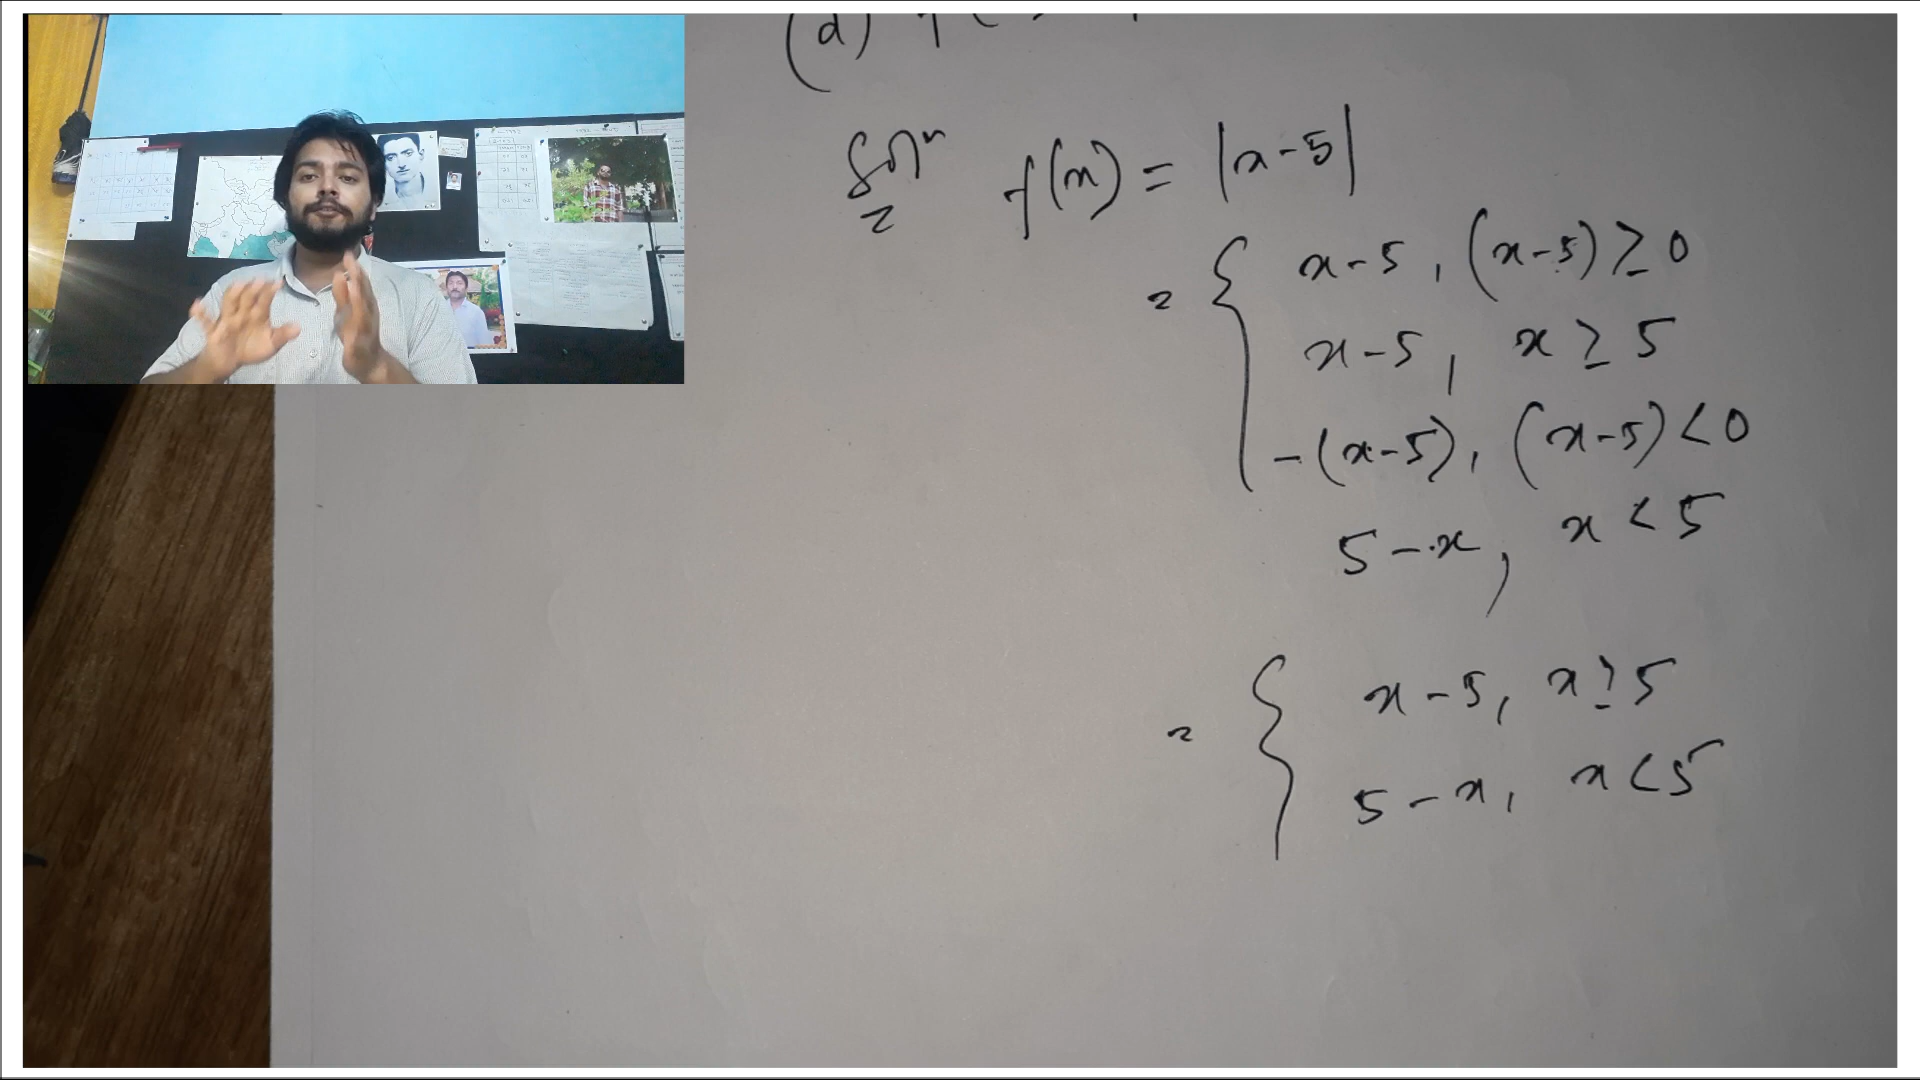 (d) f
Solⁿ f(x) = |x-5|
= { x-5, (x-5) ≥ 0
x-5, x ≥ 5
-(x-5), (x-5) < 0
5-x, x < 5
= { x-5, x ≥ 5
5-x, x < 5